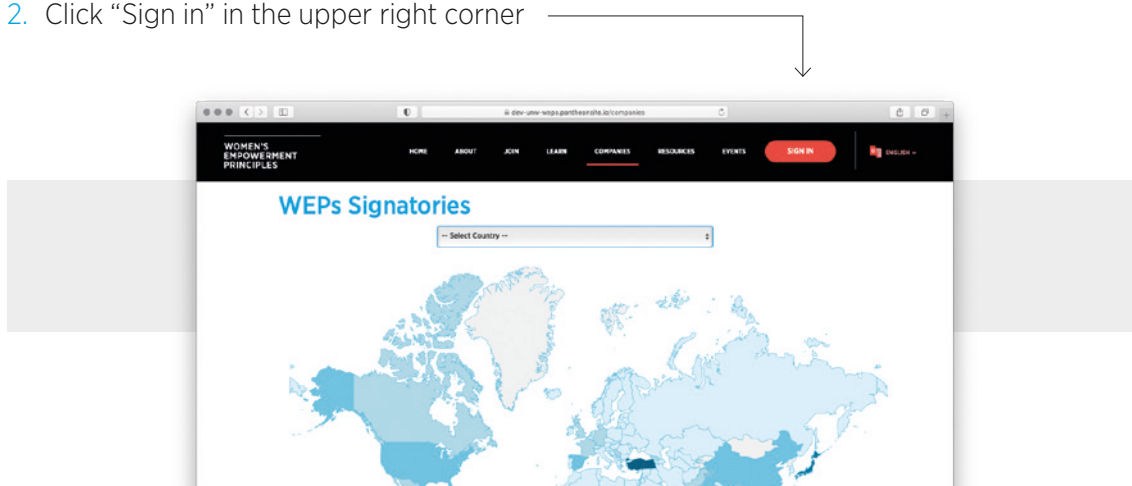 2. Click “Sign in” in the upper right corner
dev-unw-weps.pantheonsite.io/companies
WOMEN'S
EMPOWERMENT
PRINCIPLES
HOME ABOUT JOIN LEARN COMPANIES RESOURCES EVENTS SIGN IN ENGLISH
WEPs Signatories
-- Select Country --